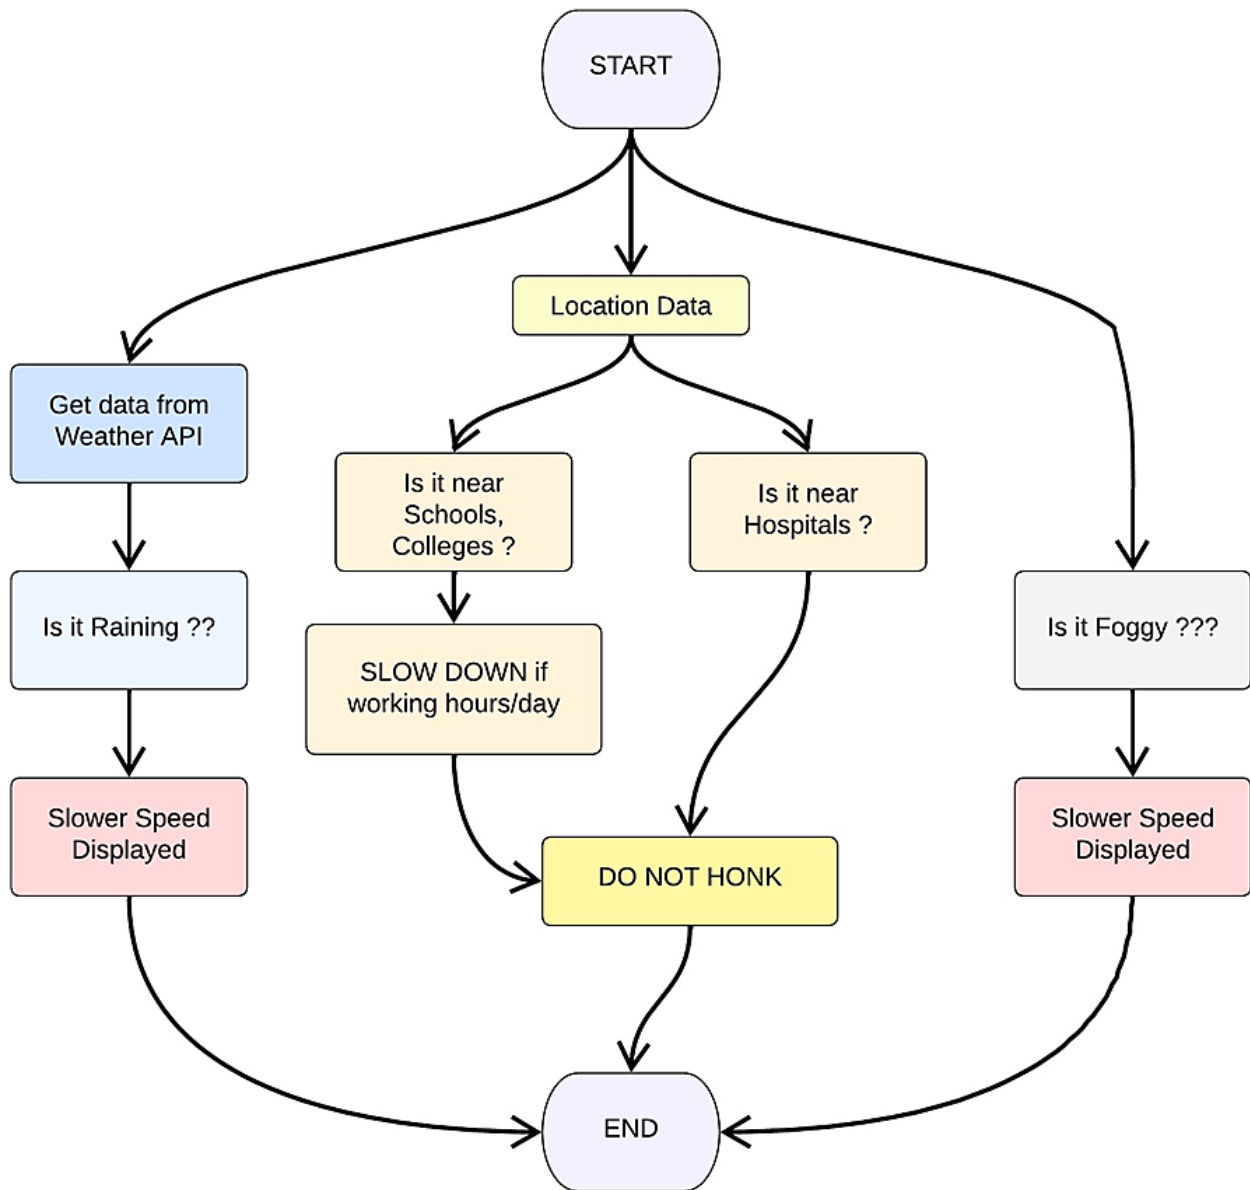 START
Location Data
Get data from
Weather API
Is it near
Schools,
Colleges ?
Is it near
Hospitals ?
Is it Raining ??
SLOW DOWN if
working hours/day
Is it Foggy ???
Slower Speed
Displayed
DO NOT HONK
Slower Speed
Displayed
END